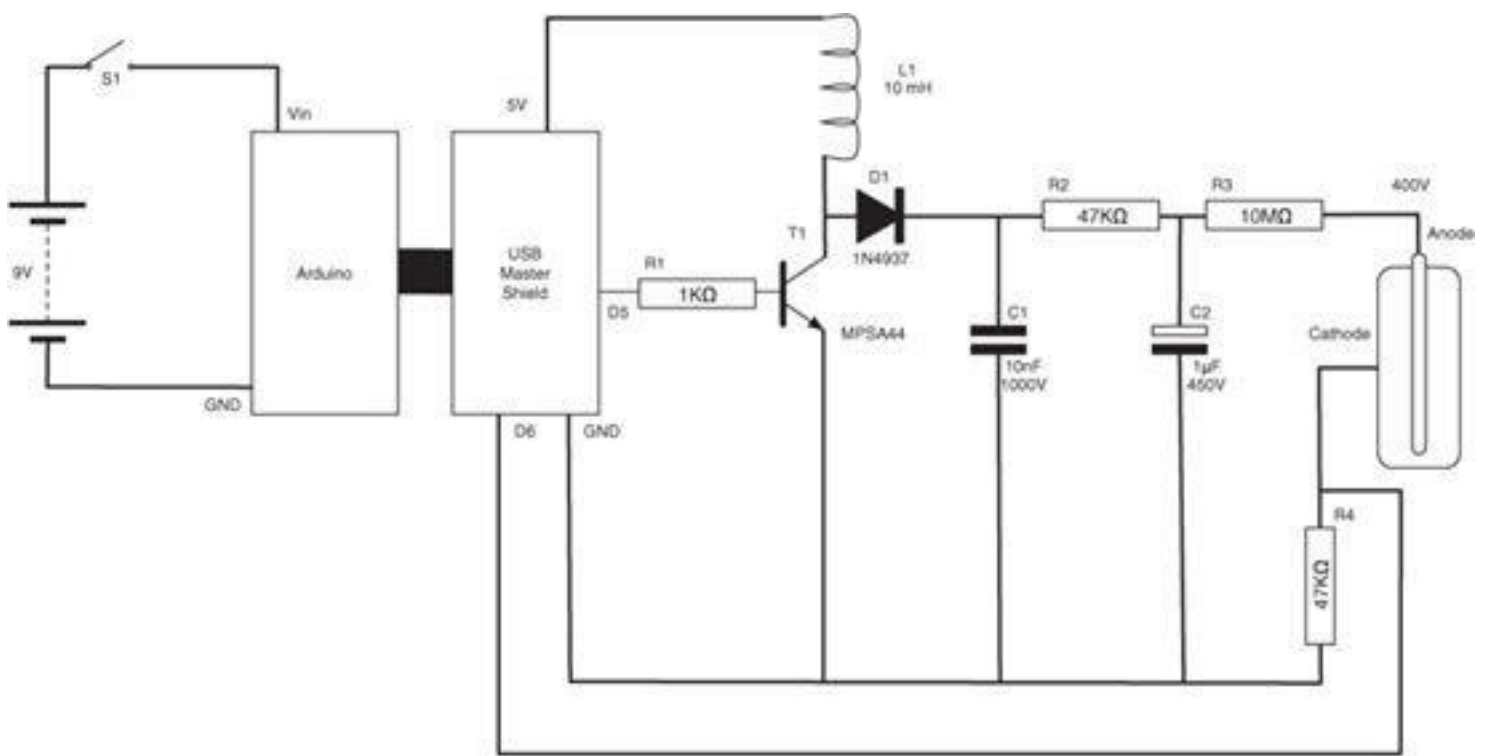 S1
Vin
9V
Arduino
GND
5V
USB
Master
Shield
D5
D6
GND
R1
1KΩ
L1
10 mH
T1
MPSA44
D1
1N4937
C1
10nF
1000V
R2
47KΩ
C2
1µF
450V
R3
10MΩ
400V
Anode
Cathode
R4
47KΩ